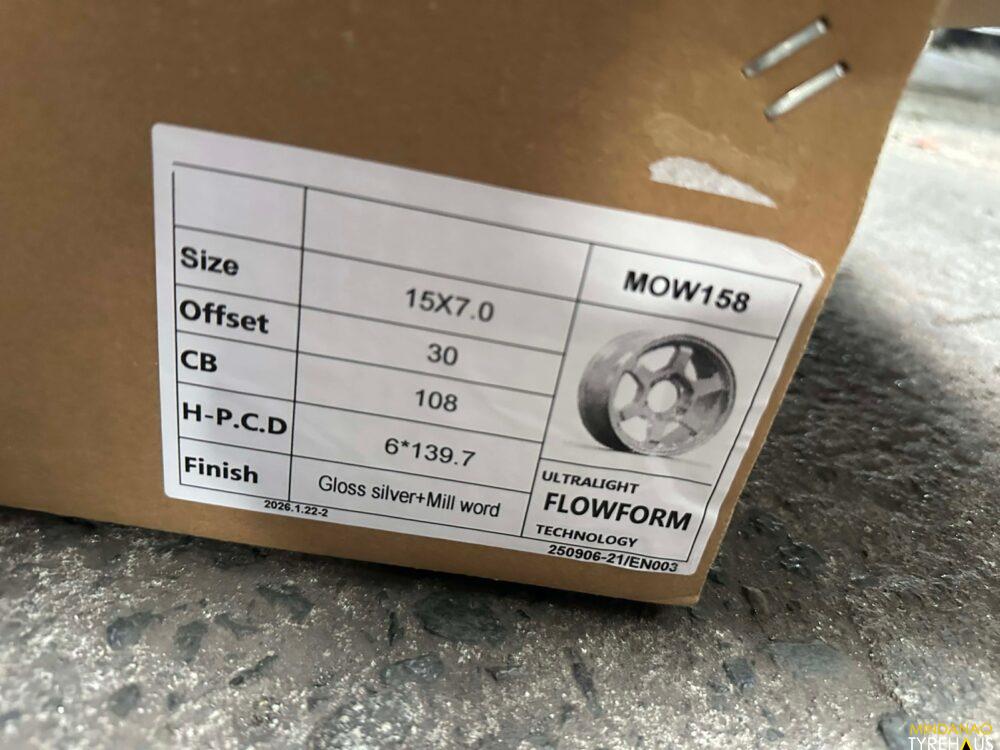 MOW158
Size 15X7.0
Offset 30
CB 108
H-P.C.D 6*139.7
Finish Gloss silver+Mill word
ULTRALIGHT
FLOWFORM
TECHNOLOGY
2026.1.22-2
250906-21/EN003
MINDANAO
TYREHAUS